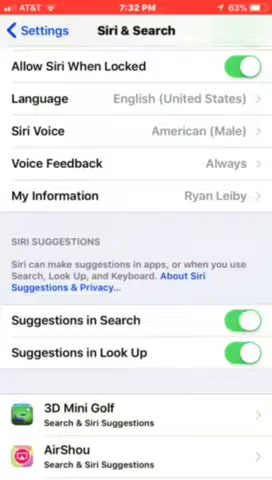 AT&T 7:32 PM 63%
Settings Siri & Search
Allow Siri When Locked
Language English (United States)
Siri Voice American (Male)
Voice Feedback Always
My Information Ryan Leiby
SIRI SUGGESTIONS
Siri can make suggestions in apps, or when you
use Search, Look Up, and Keyboard. About Siri
Suggestions & Privacy...
Suggestions in Search
Suggestions in Look Up
3D Mini Golf
Search & Siri Suggestions
AirShou
Search & Siri Suggestions